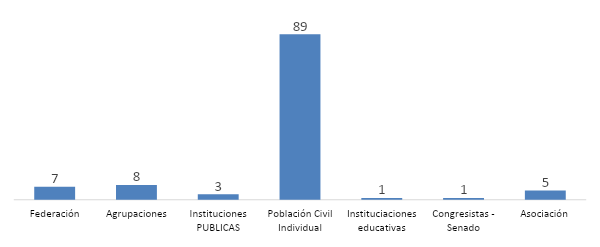 89
7
8
3
1
1
5
Federación
Agrupaciones
Instituciones
PUBLICAS
Población Civil
Individual
Instituciaciones
educativas
Congresistas -
Senado
Asociación